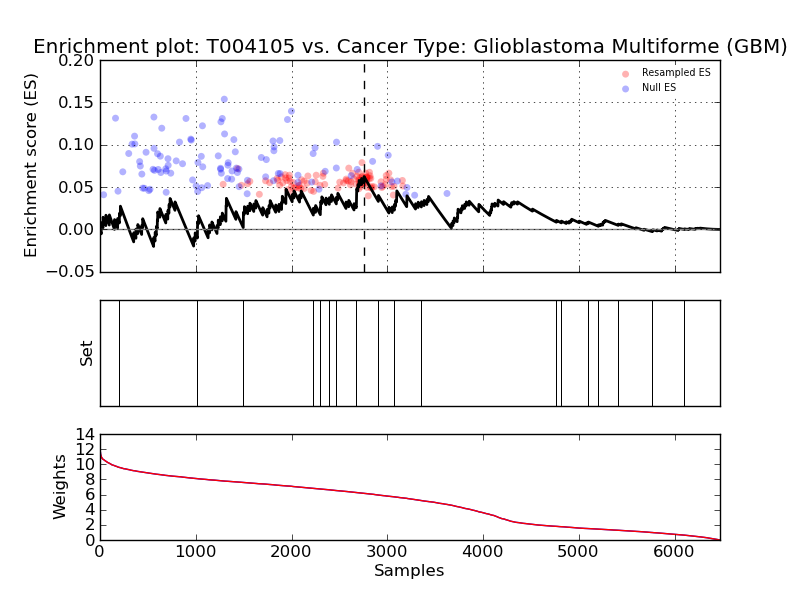 Enrichment plot: T004105 vs. Cancer Type: Glioblastoma Multiforme (GBM)
Enrichment score (ES)
0.20
0.15
0.10
0.05
0.00
−0.05
Resampled ES
Null ES
Set
Weights
14
12
10
8
6
4
2
0
0 1000 2000 3000 4000 5000 6000
Samples